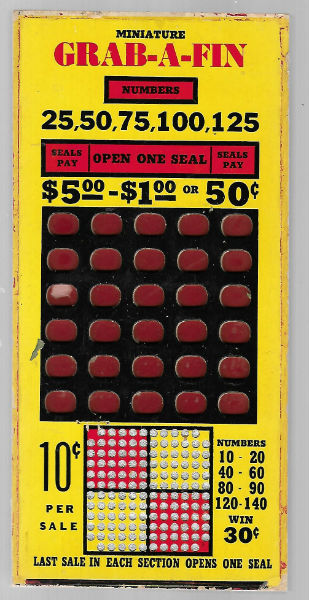 MINIATURE
GRAB-A-FIN
NUMBERS
25,50,75,100,125
SEALS PAY
OPEN ONE SEAL
SEALS PAY
$5.00-$1.00 OR 50¢
10¢
PER
SALE
NUMBERS
10 - 20
40 - 60
80 - 90
120-140
WIN
30¢
LAST SALE IN EACH SECTION OPENS ONE SEAL